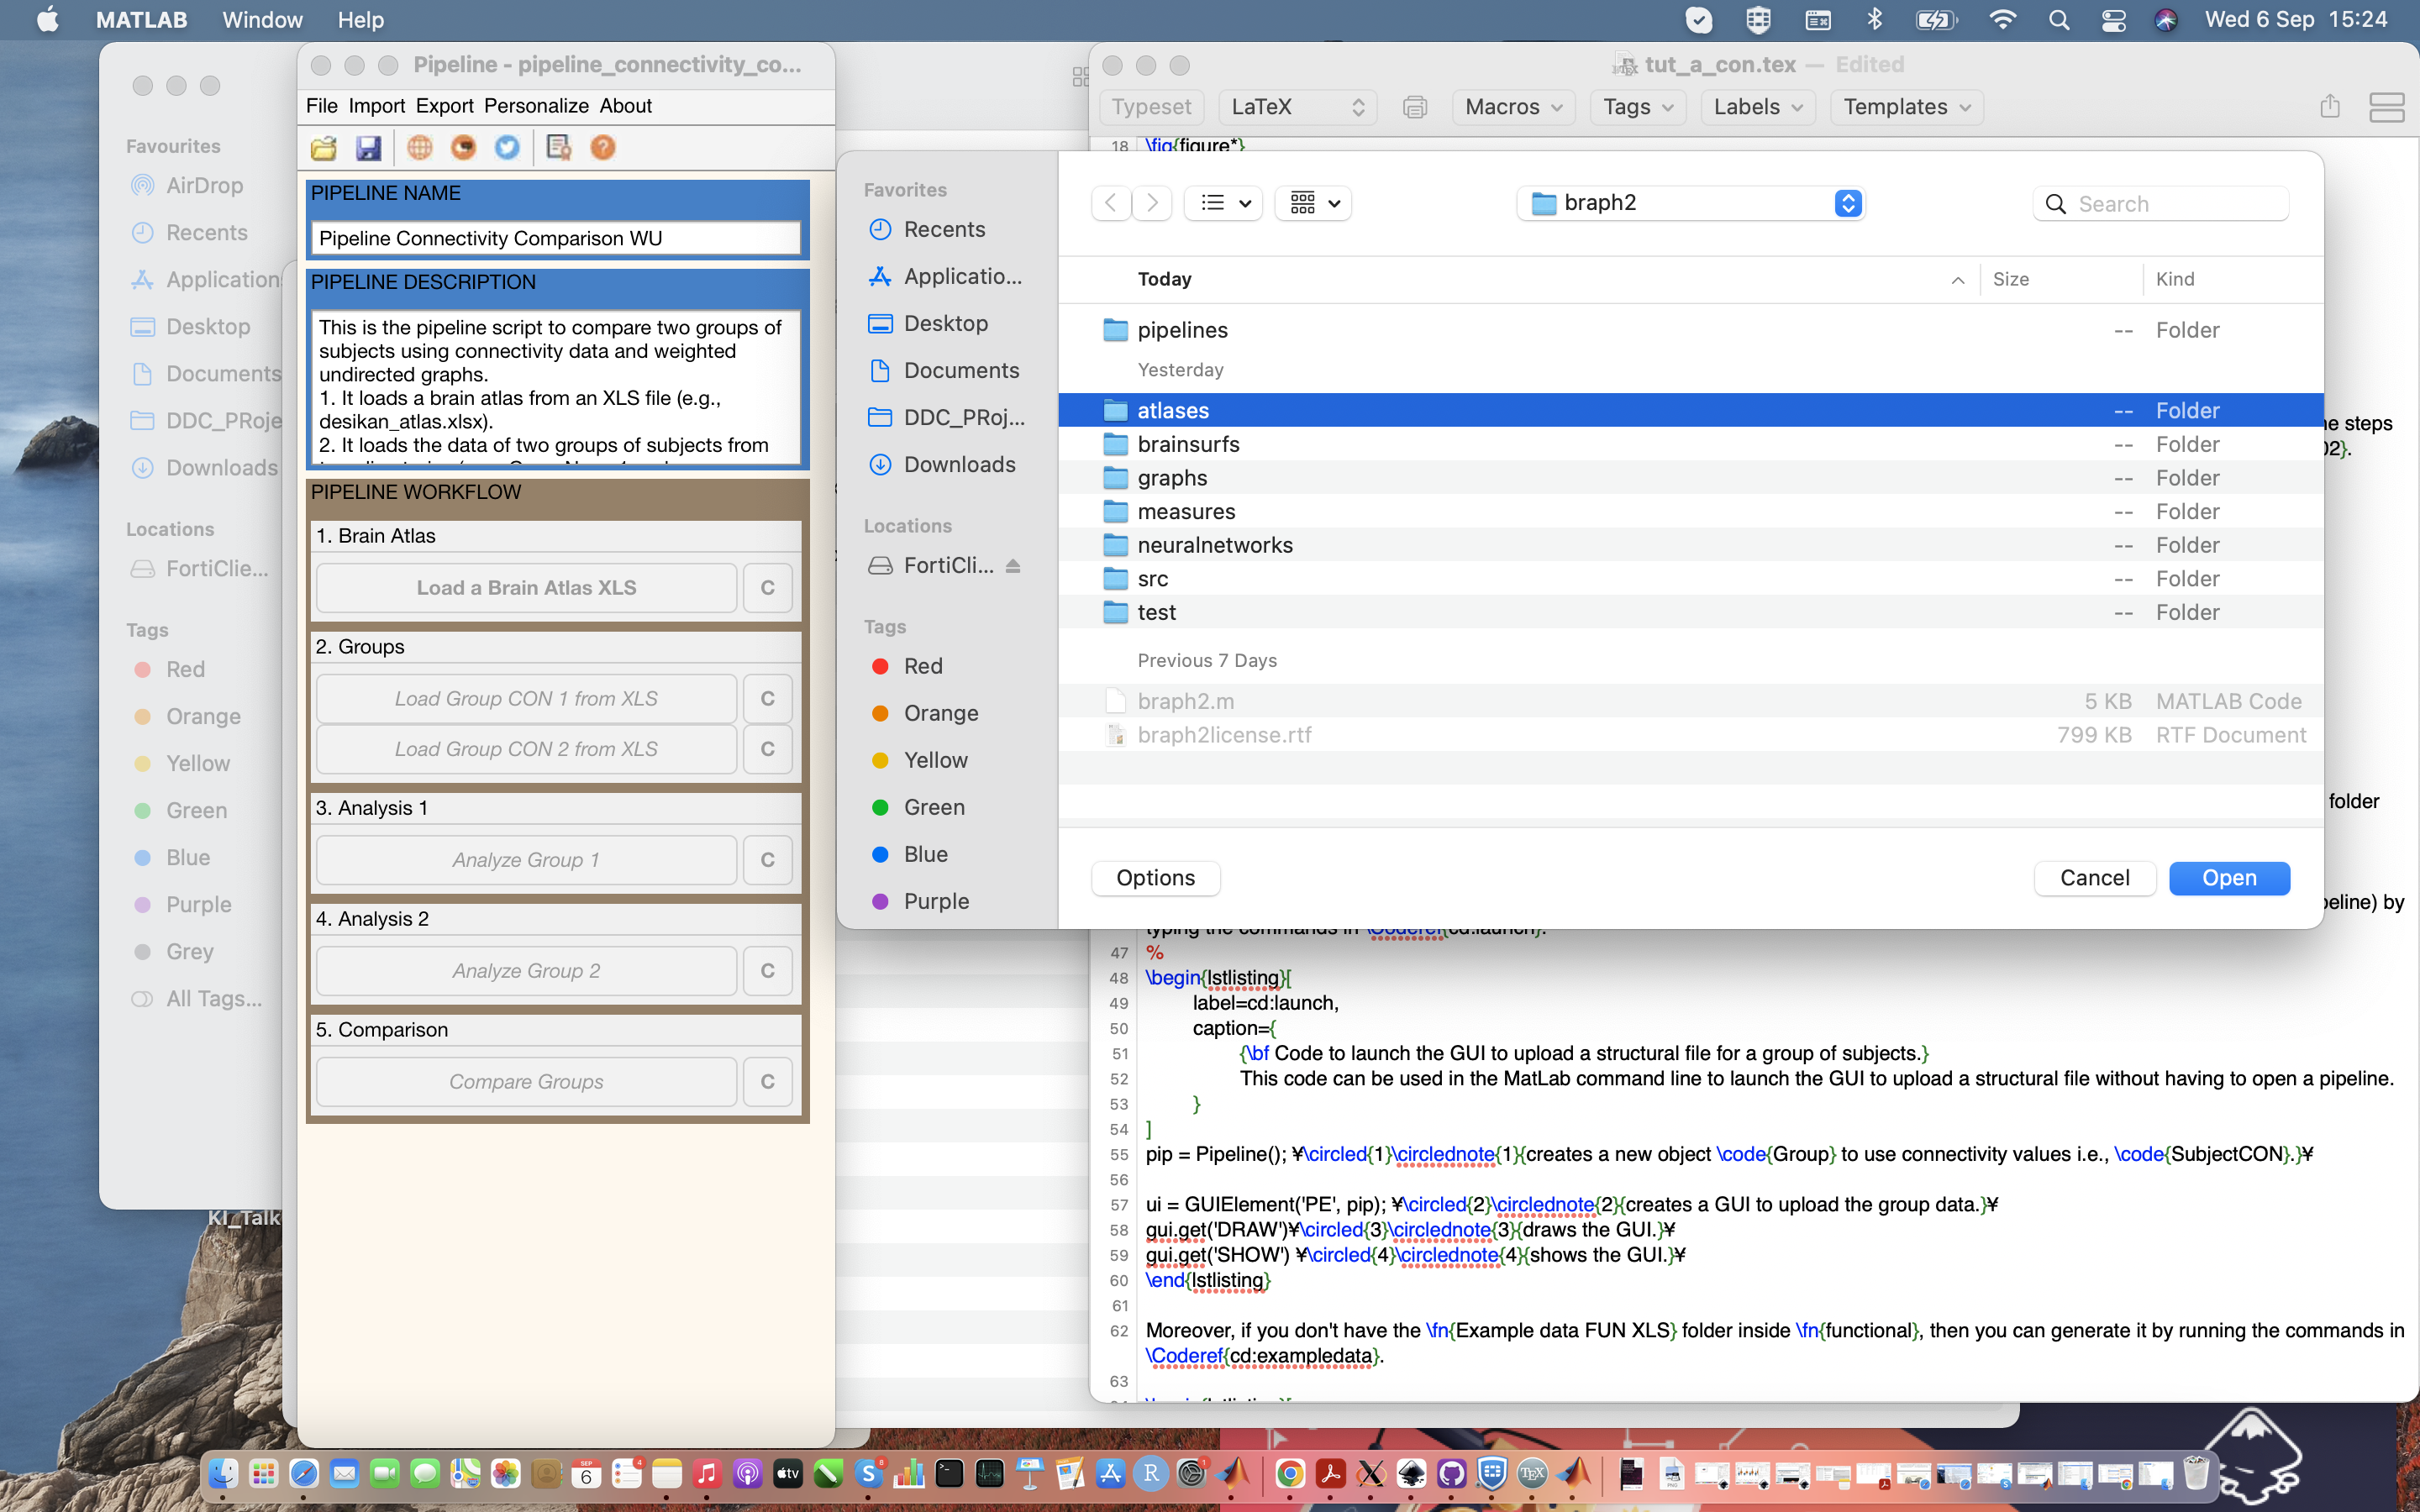 MATLAB Window Help
Wed 6 Sep 15:24
Favourites
AirDrop
Recents
Application
Desktop
Documents
DDC_PRoje
Downloads
Locations
FortiClie...
Tags
Red
Orange
Yellow
Green
Blue
Purple
Grey
All Tags...
KI_Talk
Pipeline - pipeline_connectivity_co...
File Import Export Personalize About
PIPELINE NAME
Pipeline Connectivity Comparison WU
PIPELINE DESCRIPTION
This is the pipeline script to compare two groups of
subjects using connectivity data and weighted
undirected graphs.
1. It loads a brain atlas from an XLS file (e.g.,
desikan_atlas.xlsx).
2. It loads the data of two groups of subjects from
PIPELINE WORKFLOW
1. Brain Atlas
Load a Brain Atlas XLS C
2. Groups
Load Group CON 1 from XLS C
Load Group CON 2 from XLS C
3. Analysis 1
Analyze Group 1 C
4. Analysis 2
Analyze Group 2 C
5. Comparison
Compare Groups C
Favorites
Recents
Applicatio...
Desktop
Documents
DDC_PRoj...
Downloads
Locations
FortiCli...
Tags
Red
Orange
Yellow
Green
Blue
Purple
braph2
Search
Today Size Kind
pipelines -- Folder
Yesterday
atlases -- Folder
brainsurfs -- Folder
graphs -- Folder
measures -- Folder
neuralnetworks -- Folder
src -- Folder
test -- Folder
Previous 7 Days
braph2.m 5 KB MATLAB Code
braph2license.rtf 799 KB RTF Document
Options Cancel Open
tut_a_con.tex — Edited
Typeset LaTeX Macros Tags Labels Templates
18 \fig{figure*}
he steps
02}.
folder
peline) by
typing the commands in \Coderef{cd:launch}.
47 %
48 \begin{lstlisting}[
49 label=cd:launch,
50 caption={
51 {\bf Code to launch the GUI to upload a structural file for a group of subjects.}
52 This code can be used in the MatLab command line to launch the GUI to upload a structural file without having to open a pipeline.
53 }
54 ]
55 pip = Pipeline(); ¥\circled{1}\circlednote{1}{creates a new object \code{Group} to use connectivity values i.e., \code{SubjectCON}.}¥
56
57 ui = GUIElement('PE', pip); ¥\circled{2}\circlednote{2}{creates a GUI to upload the group data.}¥
58 gui.get('DRAW')¥\circled{3}\circlednote{3}{draws the GUI.}¥
59 gui.get('SHOW') ¥\circled{4}\circlednote{4}{shows the GUI.}¥
60 \end{lstlisting}
61
62 Moreover, if you don't have the \fn{Example data FUN XLS} folder inside \fn{functional}, then you can generate it by running the commands in
\Coderef{cd:exampledata}.
63